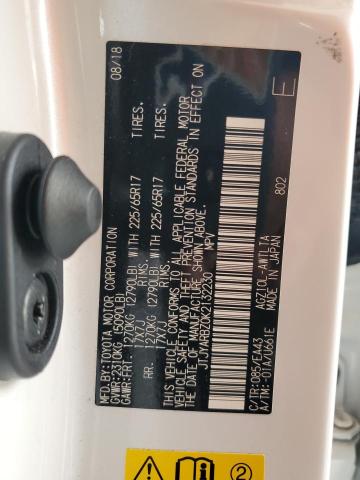 08/18
MFD.BY:TOYOTA MOTOR CORPORATION
GVWR:2310KG (5090LB)
GAWR:FRT. 1270KG (2790LB) WITH 225/65R17 TIRES.
17X7J RIMS.
RR. 1270KG (2790LB) WITH 225/65R17 TIRES.
17X7J RIMS.
THIS VEHICLE CONFORMS TO ALL APPLICABLE FEDERAL MOTOR
VEHICLE SAFETY AND THEFT PREVENTION STANDARDS IN EFFECT ON
THE DATE OF MANUFACTURE SHOWN ABOVE.
JTJYARBZ0K2132230 MPV
E
C/TR:085/EA43 AGZ10L-AWTLTA
A/TM:-01A/U661E MADE IN JAPAN
802
2